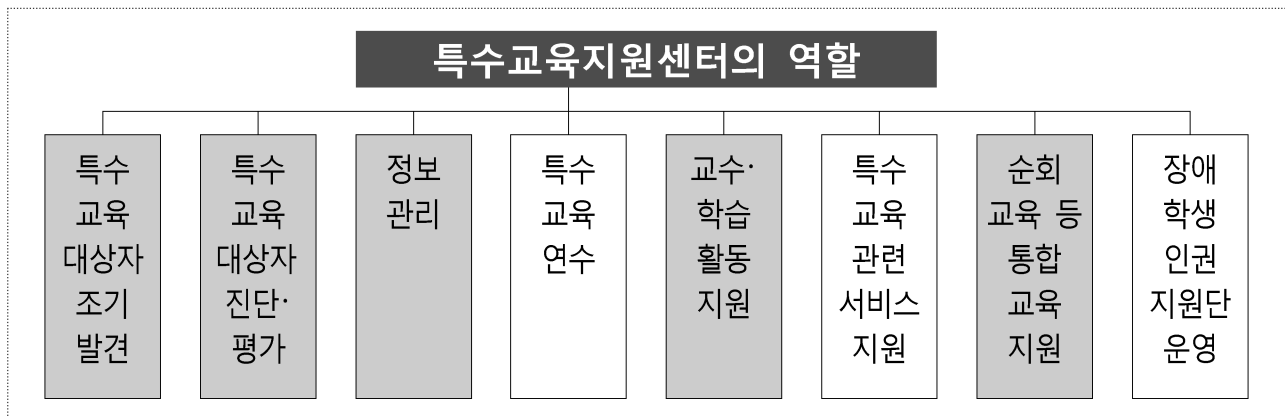 특수교육지원센터의 역할
특수
교육
대상자
조기
발견
특수
교육
대상자
진단·
평가
정보
관리
특수
교육
연수
교수·
학습
활동
지원
특수
교육
관련
서비스
지원
순회
교육 등
통합
교육
지원
장애
학생
인권
지원단
운영